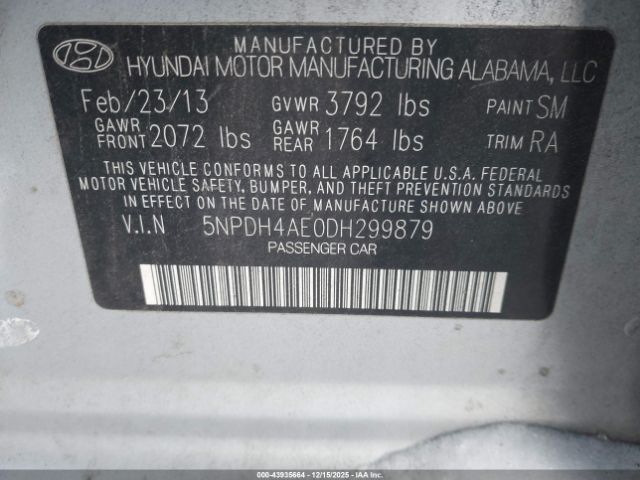 MANUFACTURED BY
HYUNDAI MOTOR MANUFACTURING ALABAMA, LLC
Feb/23/13 GVWR 3792 lbs PAINT SM
GAWR FRONT 2072 lbs GAWR REAR 1764 lbs TRIM RA
THIS VEHICLE CONFORMS TO ALL APPLICABLE U.S.A. FEDERAL
MOTOR VEHICLE SAFETY, BUMPER, AND THEFT PREVENTION STANDARDS
IN EFFECT ON THE DATE OF MANUFACTURE SHOWN ABOVE.
V.I.N 5NPDH4AE0DH299879
PASSENGER CAR
000-43935664 - 12/15/2025 - IAA Inc.